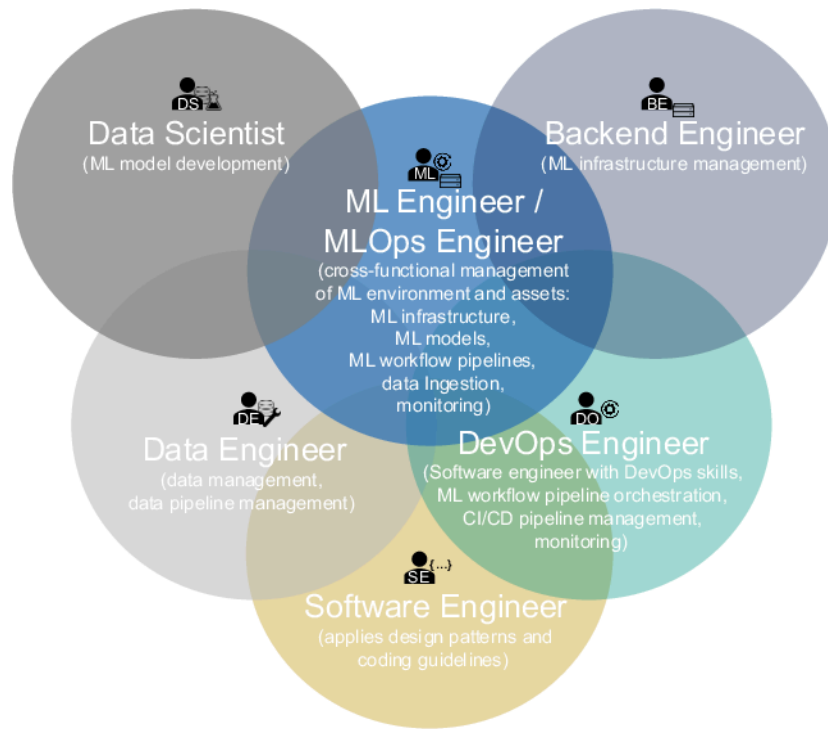 DS
Data Scientist
(ML model development)
BE
Backend Engineer
(ML infrastructure management)
ML
ML Engineer /
MLOps Engineer
(cross-functional management
of ML environment and assets:
ML infrastructure,
ML models,
ML workflow pipelines,
data Ingestion,
monitoring)
DE
Data Engineer
(data management,
data pipeline management)
DO
DevOps Engineer
(Software engineer with DevOps skills,
ML workflow pipeline orchestration,
CI/CD pipeline management,
monitoring)
SE {...}
Software Engineer
(applies design patterns and
coding guidelines)